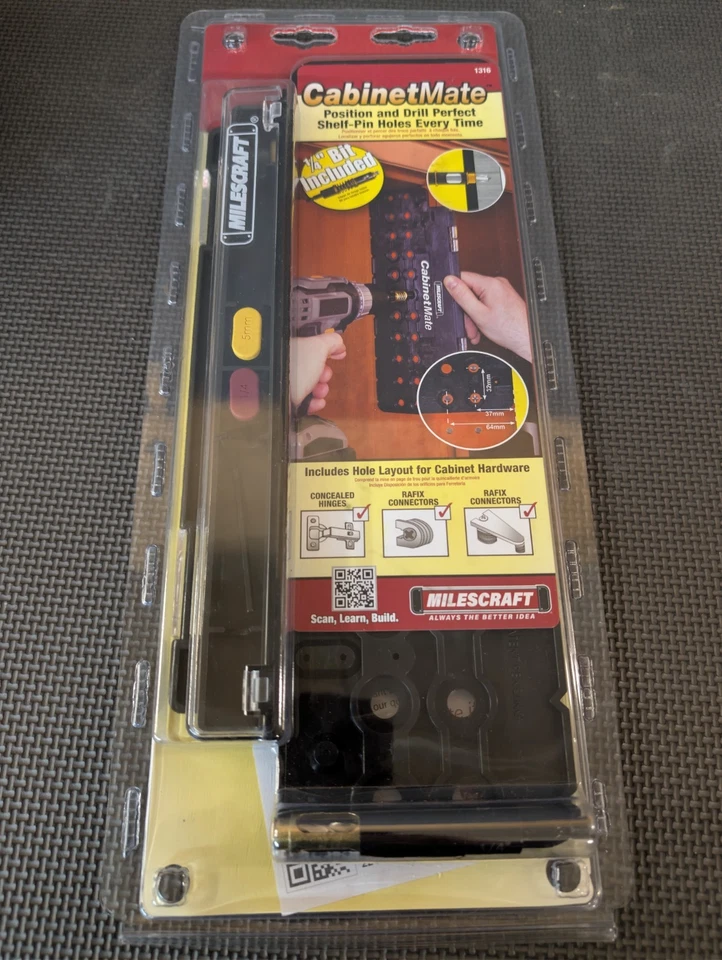 1316
CabinetMate
Position and Drill Perfect
Shelf-Pin Holes Every Time
1/4" Bit
Included
MILESCRAFT®
5mm
1/4
CabinetMate
MILESCRAFT
32mm
37mm
64mm
Includes Hole Layout for Cabinet Hardware
CONCEALED
HINGES
RAFIX
CONNECTORS
RAFIX
CONNECTORS
Scan, Learn, Build.
MILESCRAFT
ALWAYS THE BETTER IDEA